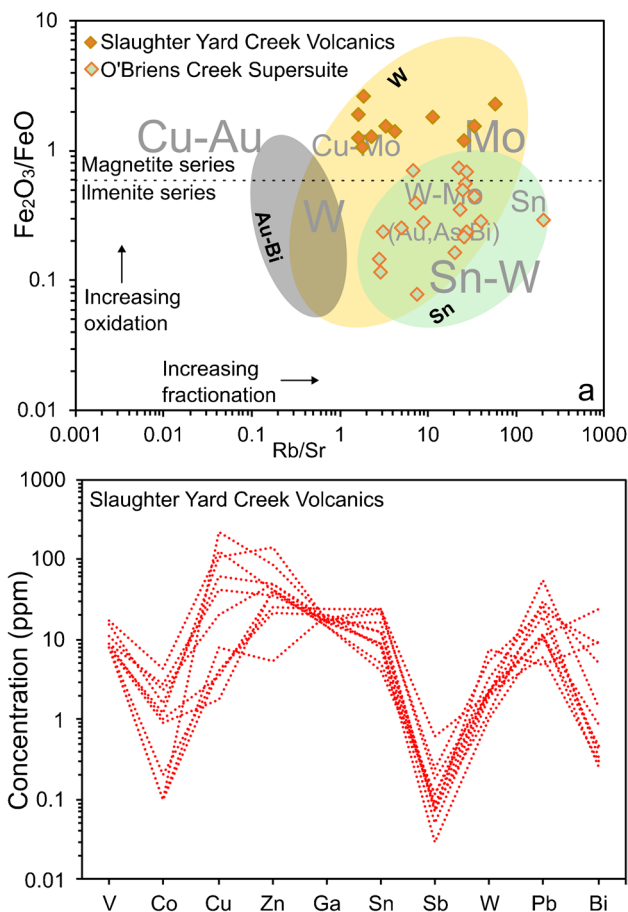 10
Slaughter Yard Creek Volcanics
O'Briens Creek Supersuite
W
Cu-Au
Cu-Mo
Mo
1
Magnetite series
Ilmenite series
Fe₂O₃/FeO
W-Mo
Sn
W
Au-Bi
(Au,As,Bi)
Sn-W
Sn
0.1
Increasing
oxidation
Increasing
fractionation
a
0.01
0.001 0.01 0.1 1 10 100 1000
Rb/Sr
1000
Slaughter Yard Creek Volcanics
100
10
1
0.1
0.01
Concentration (ppm)
V Co Cu Zn Ga Sn Sb W Pb Bi